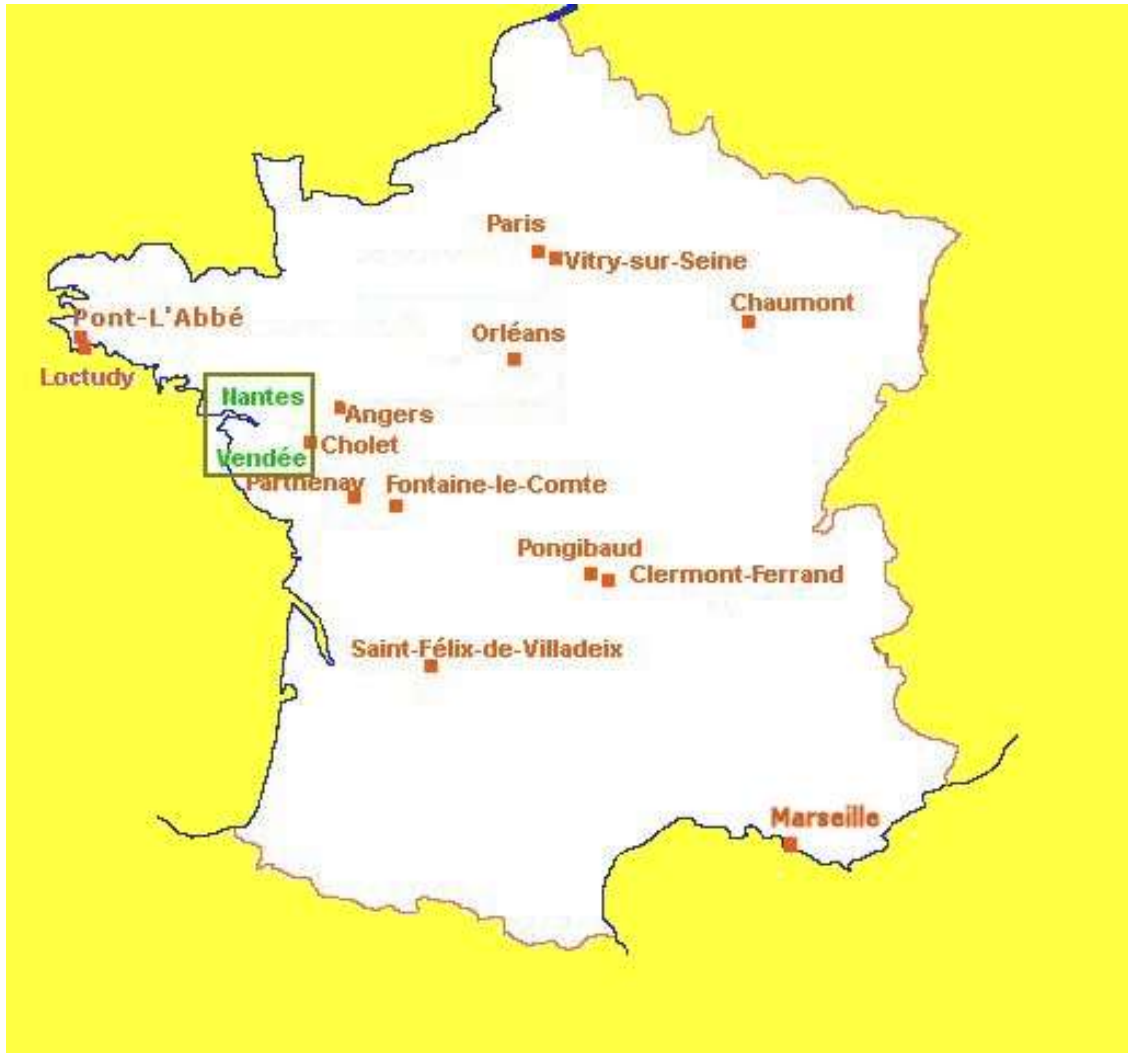 Paris
Vitry-sur-Seine
Chaumont
Pont-L'Abbé
Orléans
Loctudy
Nantes
Angers
Cholet
Vendée
Parthenay
Fontaine-le-Comte
Pongibaud
Clermont-Ferrand
Saint-Félix-de-Villadeix
Marseille